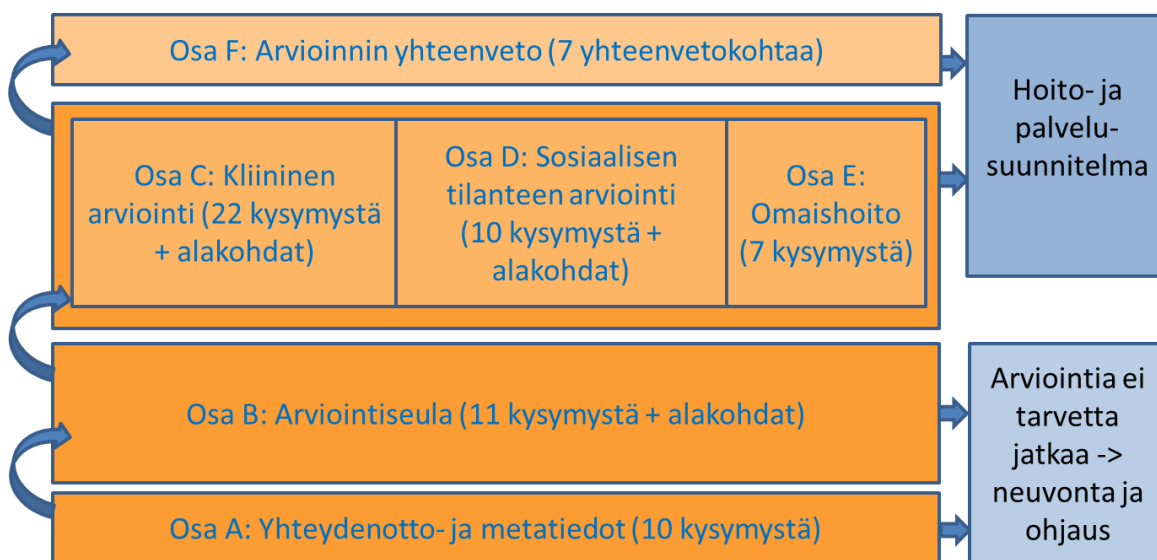 Osa F: Arvioinnin yhteenveto (7 yhteenvetokohtaa)
Hoito- ja
palvelu-
suunnitelma
Osa C: Kliininen
arviointi (22 kysymystä
+ alakohdat)
Osa D: Sosiaalisen
tilanteen arviointi
(10 kysymystä +
alakohdat)
Osa E:
Omaishoito
(7 kysymystä)
Osa B: Arviointiseula (11 kysymystä + alakohdat)
Arviointia ei
tarvetta
jatkaa ->
neuvonta ja
ohjaus
Osa A: Yhteydenotto- ja metatiedot (10 kysymystä)